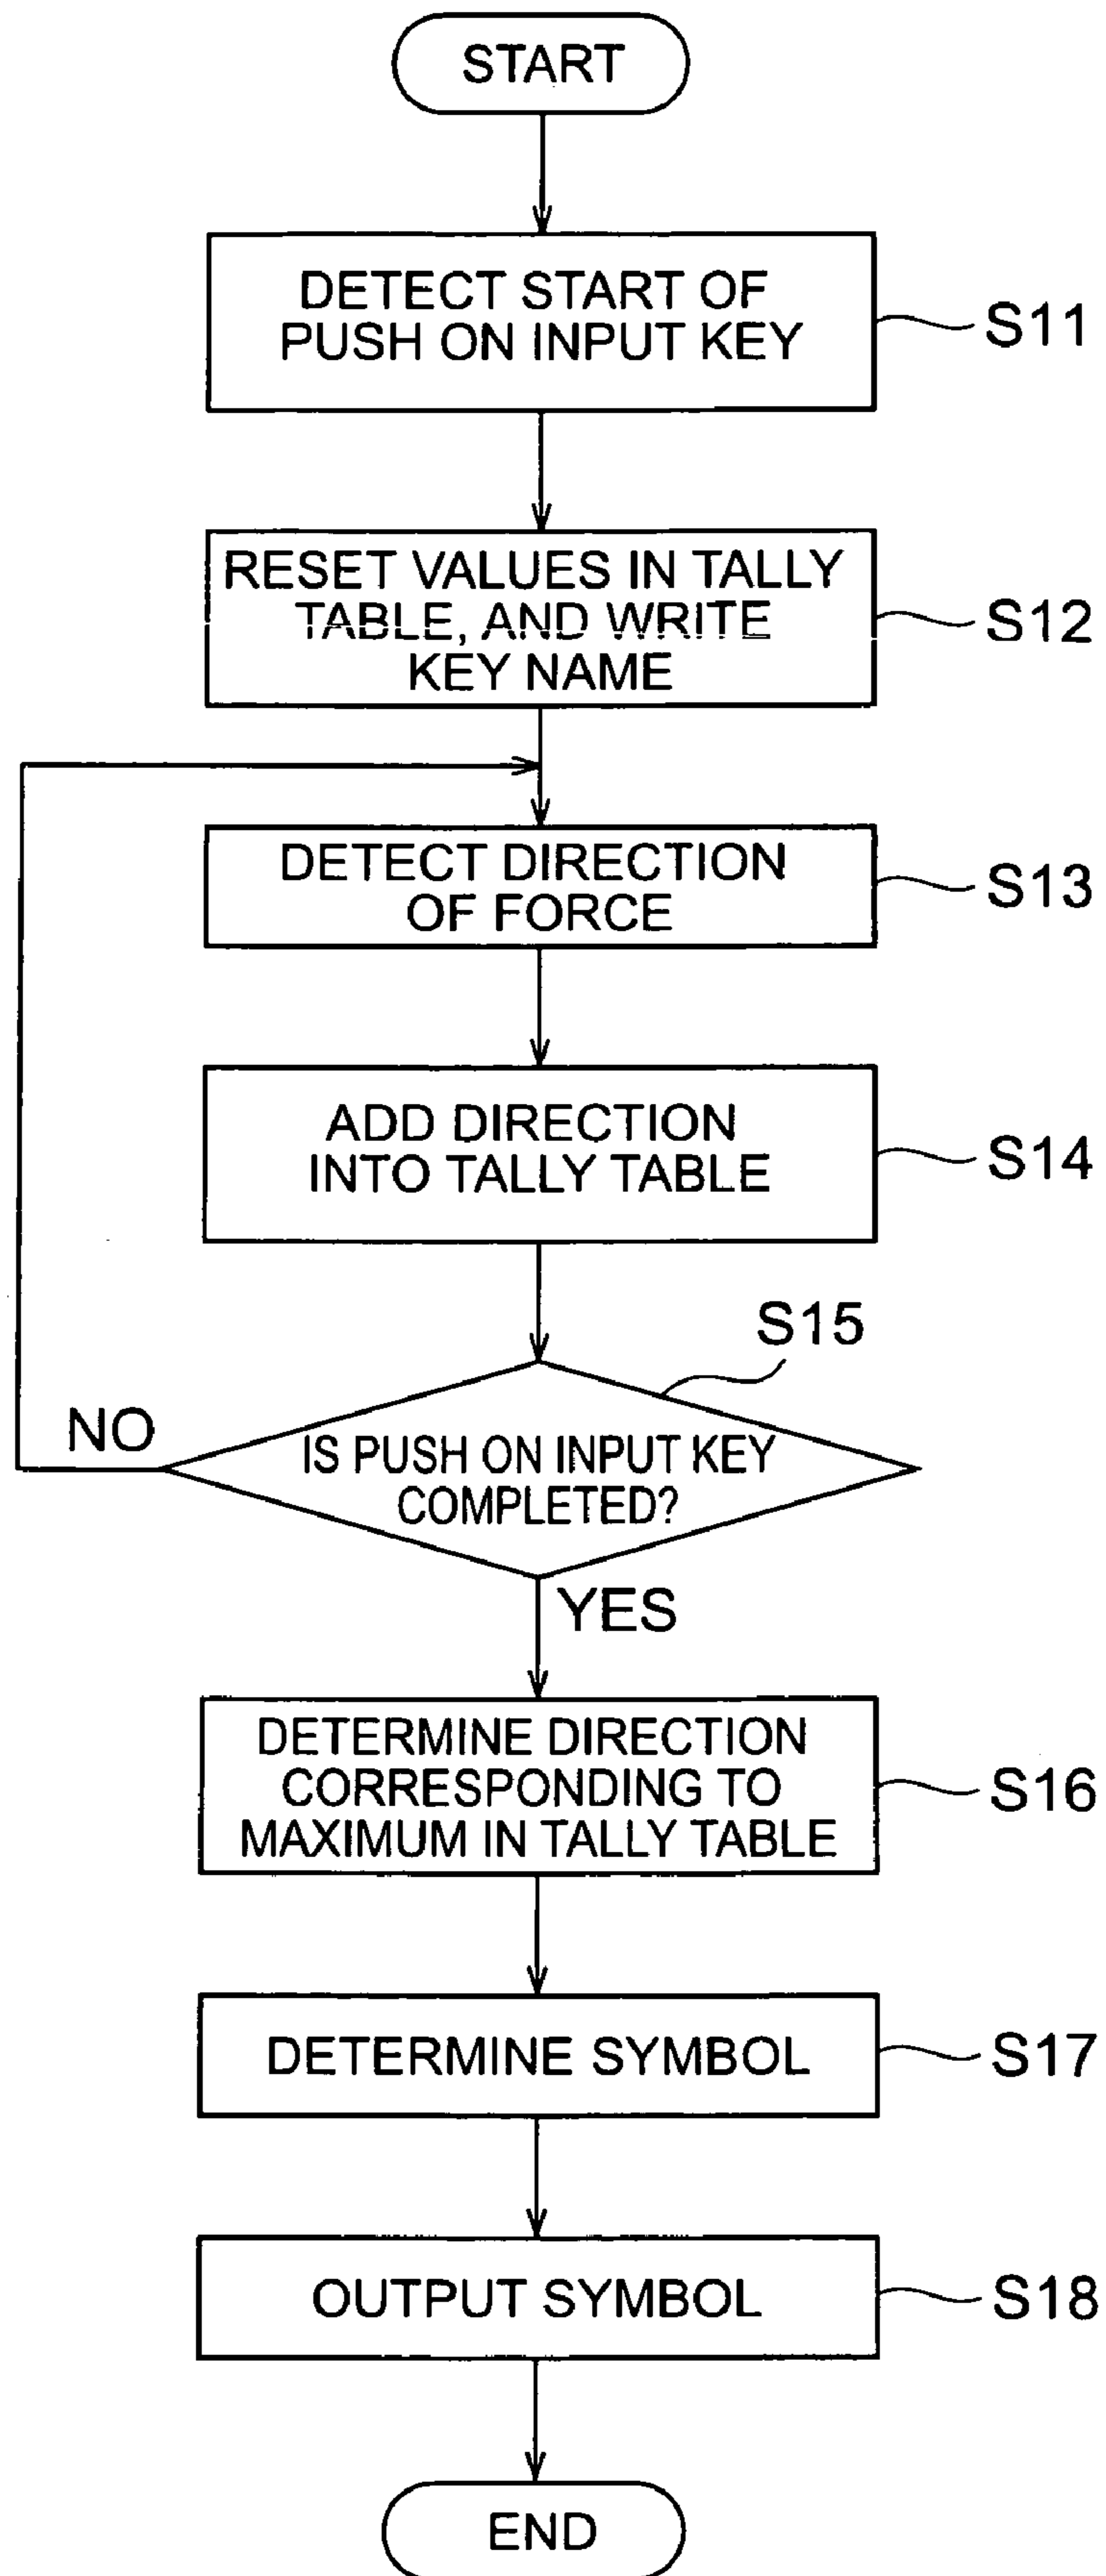 START
DETECT START OF
PUSH ON INPUT KEY
S11
RESET VALUES IN TALLY
TABLE, AND WRITE
KEY NAME
S12
DETECT DIRECTION
OF FORCE
S13
ADD DIRECTION
INTO TALLY TABLE
S14
S15
NO
IS PUSH ON INPUT KEY
COMPLETED?
YES
DETERMINE DIRECTION
CORRESPONDING TO
MAXIMUM IN TALLY TABLE
S16
DETERMINE SYMBOL
S17
OUTPUT SYMBOL
S18
END